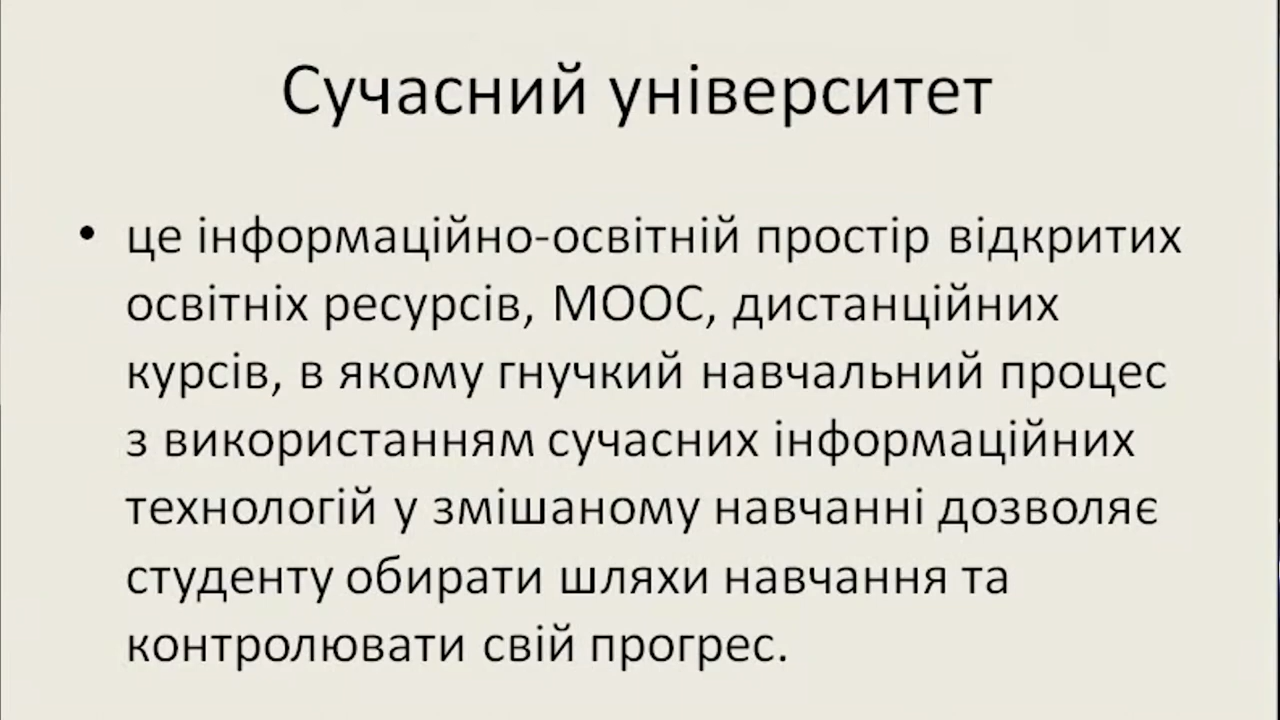 Сучасний університет
• це інформаційно-освітній простір відкритих
освітніх ресурсів, МООС, дистанційних
курсів, в якому гнучкий навчальний процес
з використанням сучасних інформаційних
технологій у змішаному навчанні дозволяє
студенту обирати шляхи навчання та
контролювати свій прогрес.